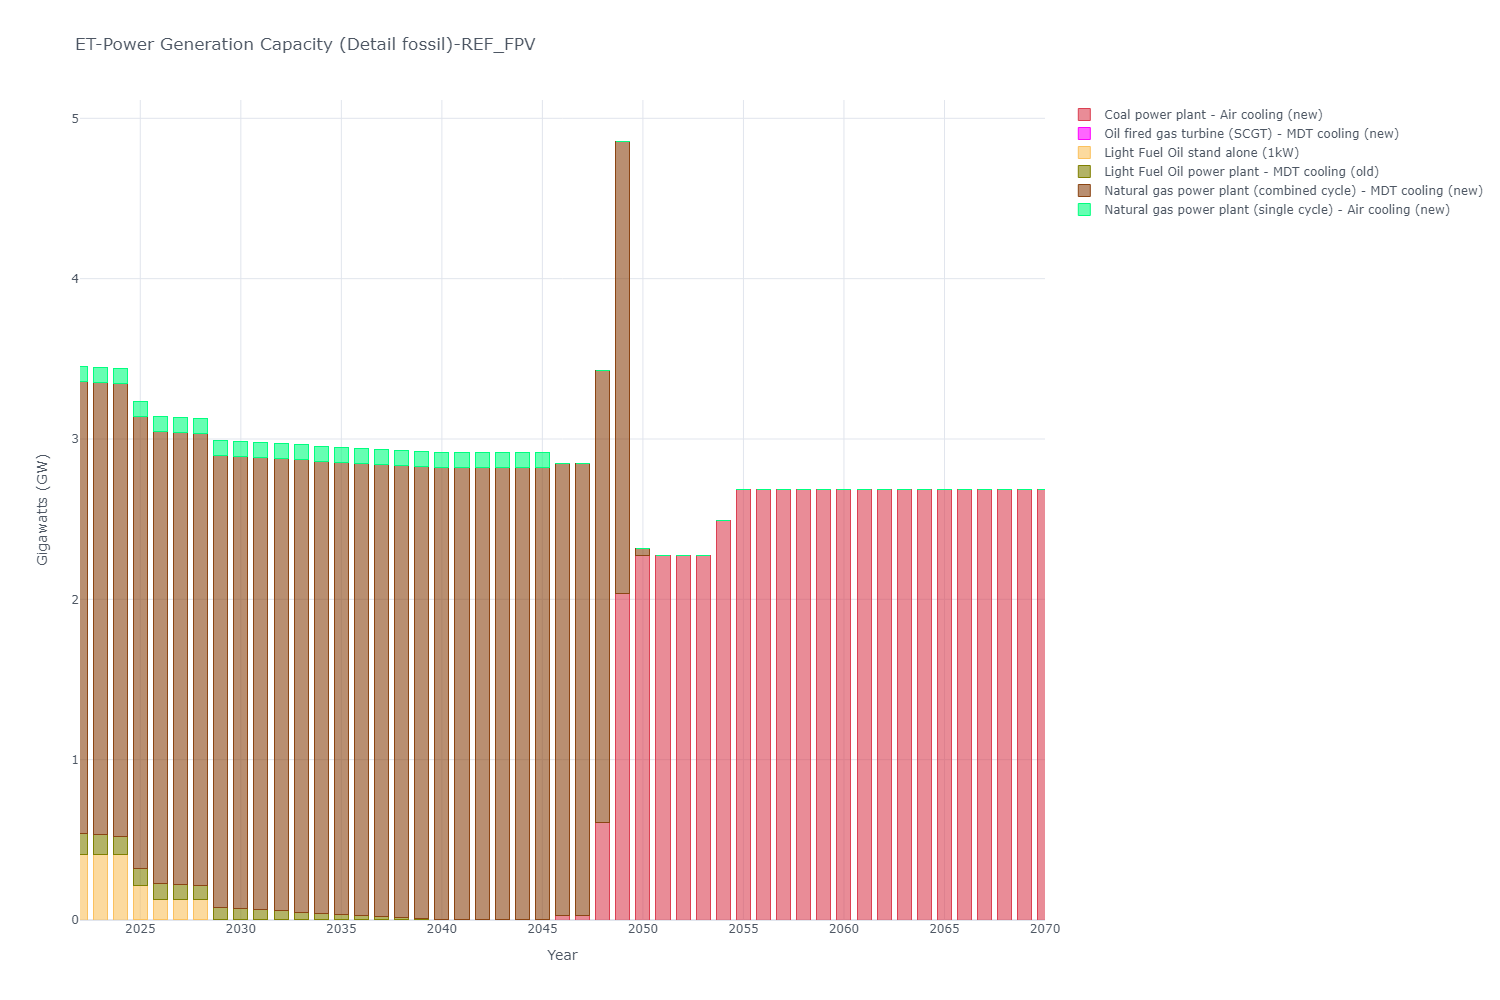 ET-Power Generation Capacity (Detail fossil)-REF_FPV
Coal power plant - Air cooling (new)
Oil fired gas turbine (SCGT) - MDT cooling (new)
Light Fuel Oil stand alone (1kW)
Light Fuel Oil power plant - MDT cooling (old)
Natural gas power plant (combined cycle) - MDT cooling (new)
Natural gas power plant (single cycle) - Air cooling (new)
Gigawatts (GW)
5
4
3
2
1
0
2025 2030 2035 2040 2045 2050 2055 2060 2065 2070
Year